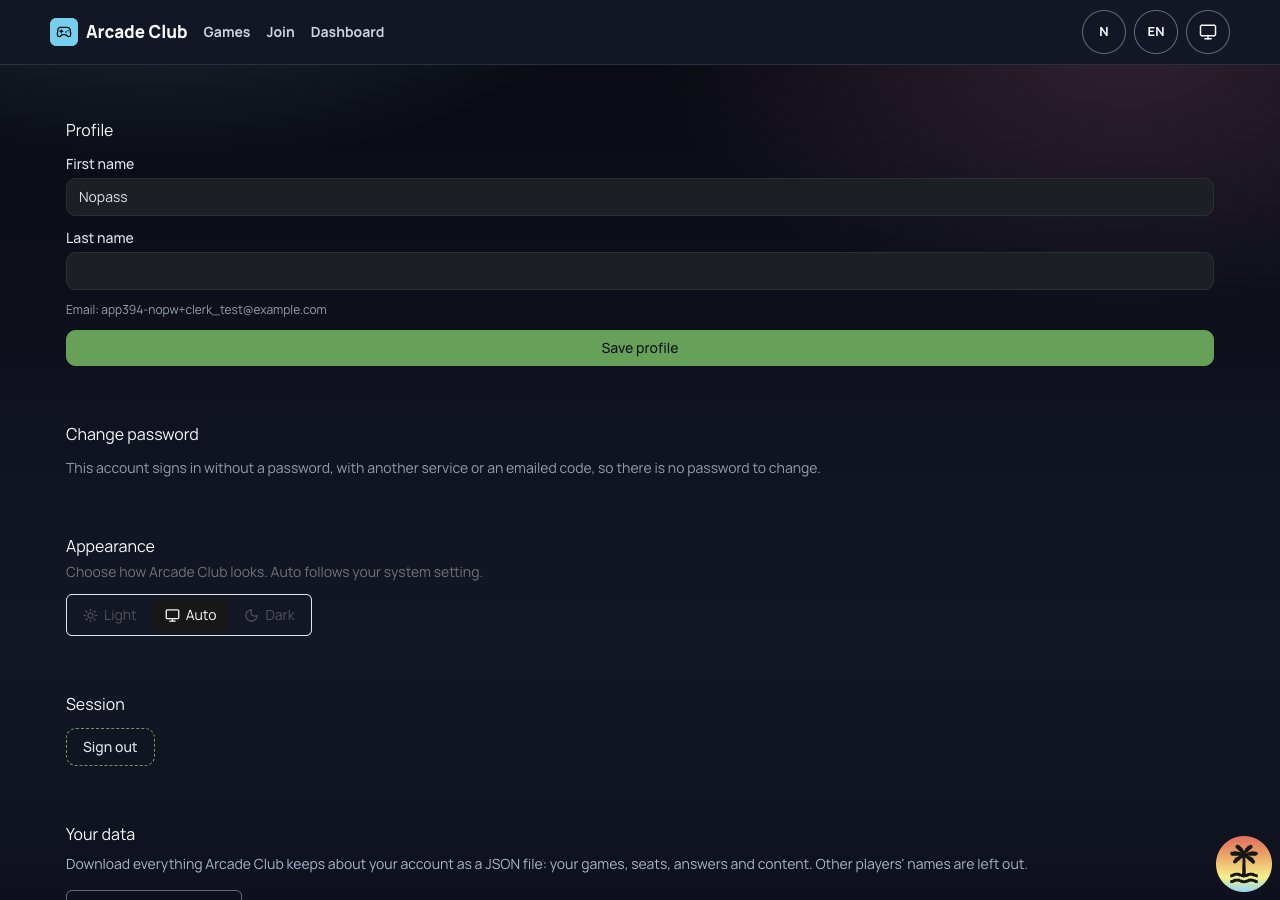 Arcade Club
Games
Join
Dashboard
N
EN
Profile
First name
Nopass
Last name
Email: app394-nopw+clerk_test@example.com
Save profile
Change password
This account signs in without a password, with another service or an emailed code, so there is no password to change.
Appearance
Choose how Arcade Club looks. Auto follows your system setting.
Light
Auto
Dark
Session
Sign out
Your data
Download everything Arcade Club keeps about your account as a JSON file: your games, seats, answers and content. Other players' names are left out.